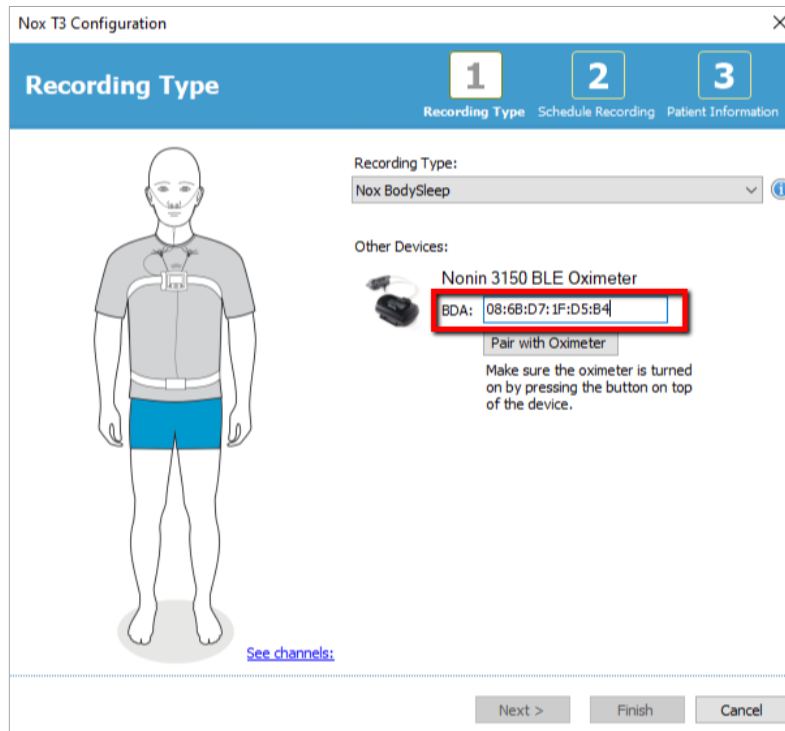 Nox T3 Configuration
Recording Type
1
Recording Type
2
Schedule Recording
3
Patient Information
Recording Type:
Nox BodySleep
Other Devices:
Nonin 3150 BLE Oximeter
BDA: 08:6B:D7:1F:D5:B4
Pair with Oximeter
Make sure the oximeter is turned
on by pressing the button on top
of the device.
See channels:
Next >
Finish
Cancel